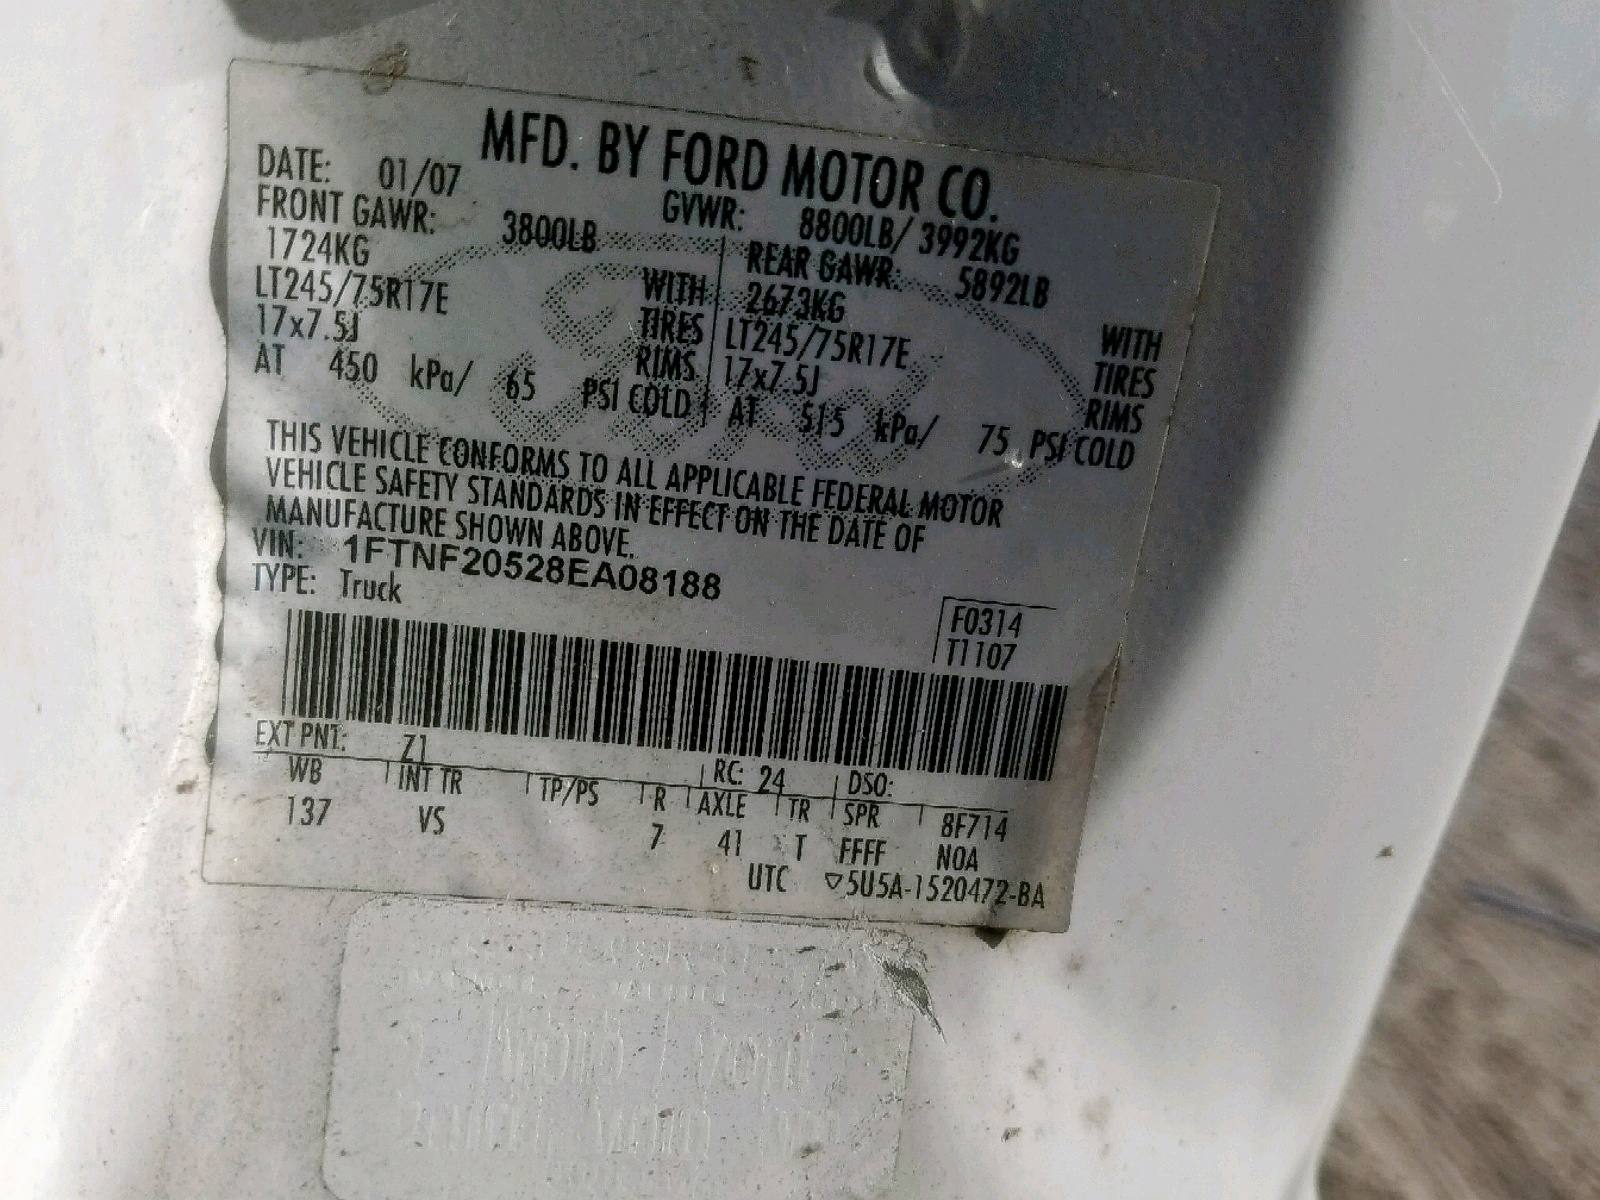 MFD. BY FORD MOTOR CO.
DATE: 01/07 GVWR: 8800LB/ 3992KG
FRONT GAWR: 3800LB REAR GAWR: 5892LB
1724KG WITH 2673KG WITH
LT245/75R17E TIRES LT245/75R17E TIRES
17x7.5J RIMS 17x7.5J RIMS
AT 450 kPa/ 65 PSI COLD AT 515 kPa/ 75 PSI COLD
THIS VEHICLE CONFORMS TO ALL APPLICABLE FEDERAL MOTOR
VEHICLE SAFETY STANDARDS IN EFFECT ON THE DATE OF
MANUFACTURE SHOWN ABOVE.
VIN: 1FTNF20528EA08188
TYPE: Truck
F0314
T1107
EXT PNT: Z1 RC: 24 DSO:
WB INT TR TP/PS R AXLE TR SPR 8F714
137 VS 7 41 T FFFF NOA
UTC ▽5U5A-1520472-BA